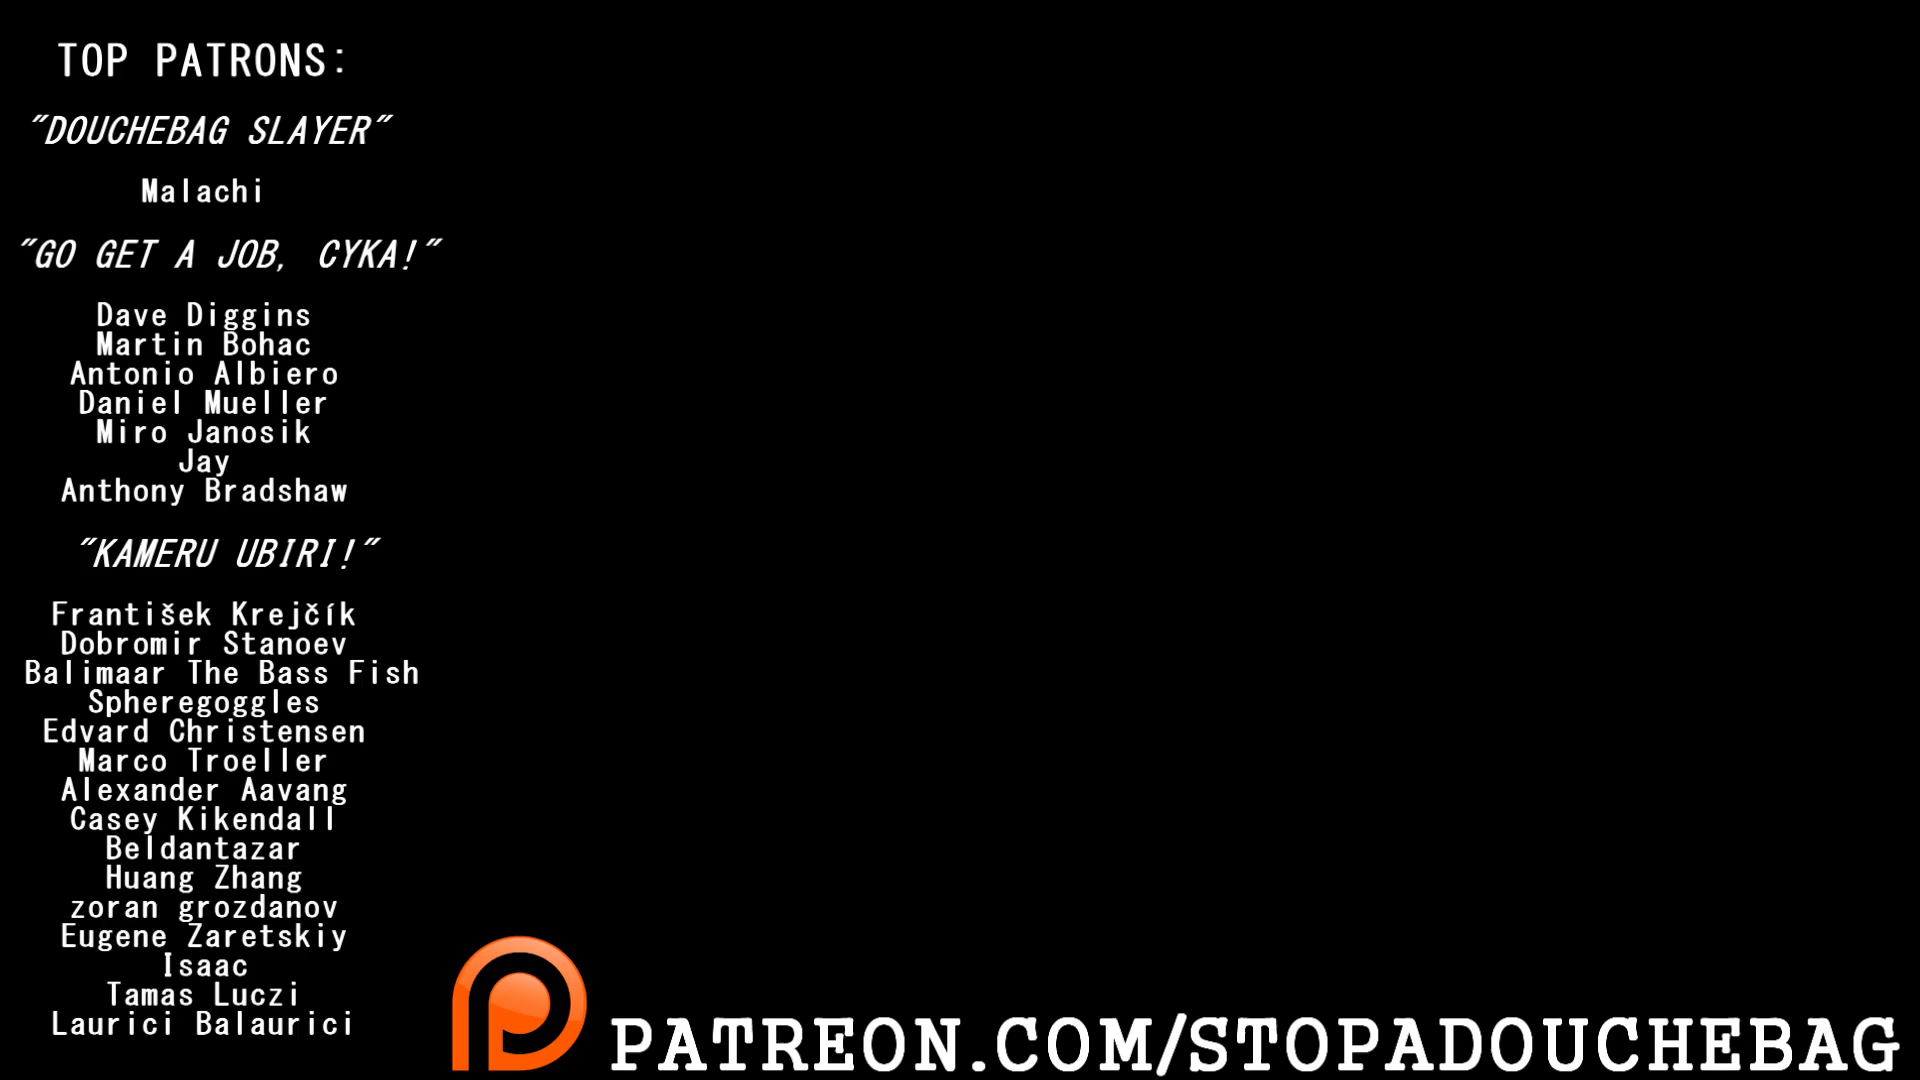 TOP PATRONS:
"DOUCHEBAG SLAYER"
Malachi
"GO GET A JOB, CYKA!"
Dave Diggins
Martin Bohac
Antonio Albiero
Daniel Mueller
Miro Janosik
Jay
Anthony Bradshaw
"KAMERU UBIRI!"
František Krejčík
Dobromir Stanoev
Balimaar The Bass Fish
Spheregoggles
Edvard Christensen
Marco Troeller
Alexander Aavang
Casey Kikendall
Beldantazar
Huang Zhang
zoran grozdanov
Eugene Zaretskiy
Isaac
Tamas Luczi
Laurici Balaurici
PATREON.COM/STOPADOUCHEBAG